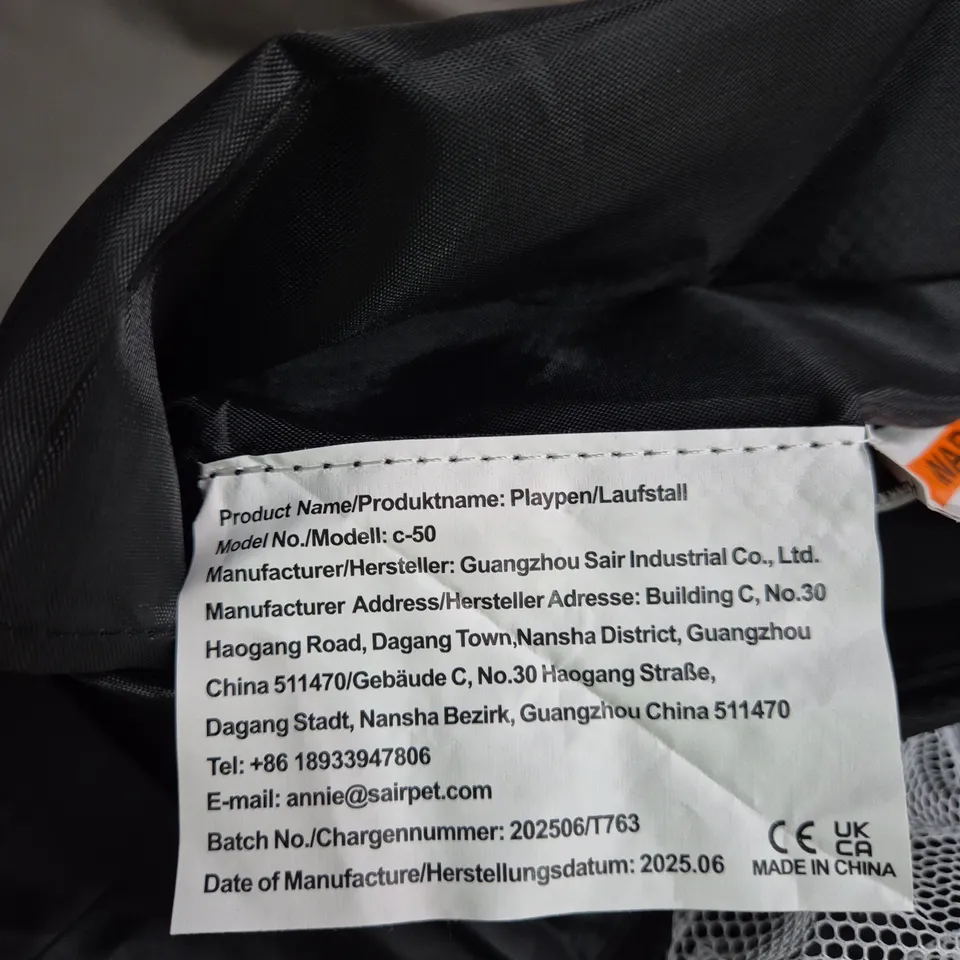 Product Name/Produktname: Playpen/Laufstall
Model No./Modell: c-50
Manufacturer/Hersteller: Guangzhou Sair Industrial Co., Ltd.
Manufacturer Address/Hersteller Adresse: Building C, No.30
Haogang Road, Dagang Town,Nansha District, Guangzhou
China 511470/Gebäude C, No.30 Haogang Straße,
Dagang Stadt, Nansha Bezirk, Guangzhou China 511470
Tel: +86 18933947806
E-mail: annie@sairpet.com
Batch No./Chargennummer: 202506/T763
Date of Manufacture/Herstellungsdatum: 2025.06
CE UK
CA
MADE IN CHINA